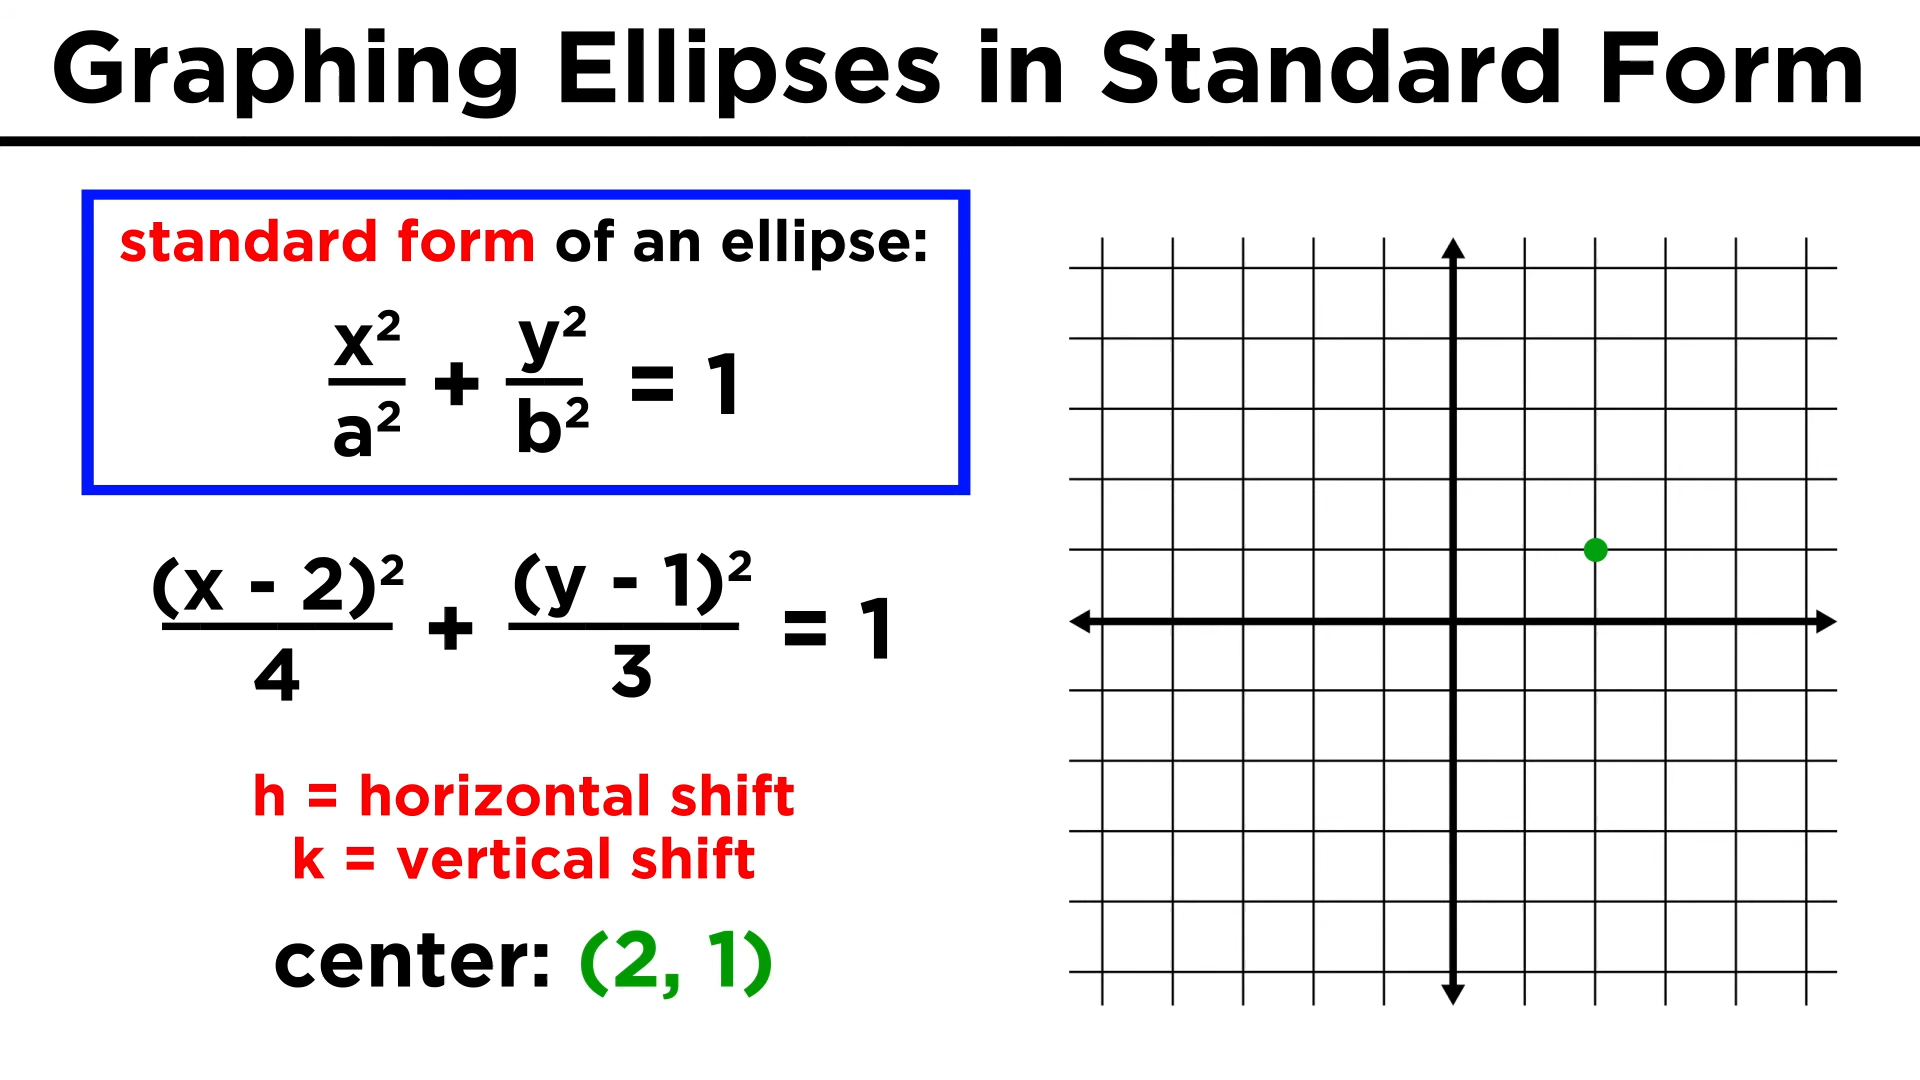 Graphing Ellipses in Standard Form
standard form of an ellipse:
x²/a² + y²/b² = 1
(x - 2)²/4 + (y - 1)²/3 = 1
h = horizontal shift
k = vertical shift
center: (2, 1)